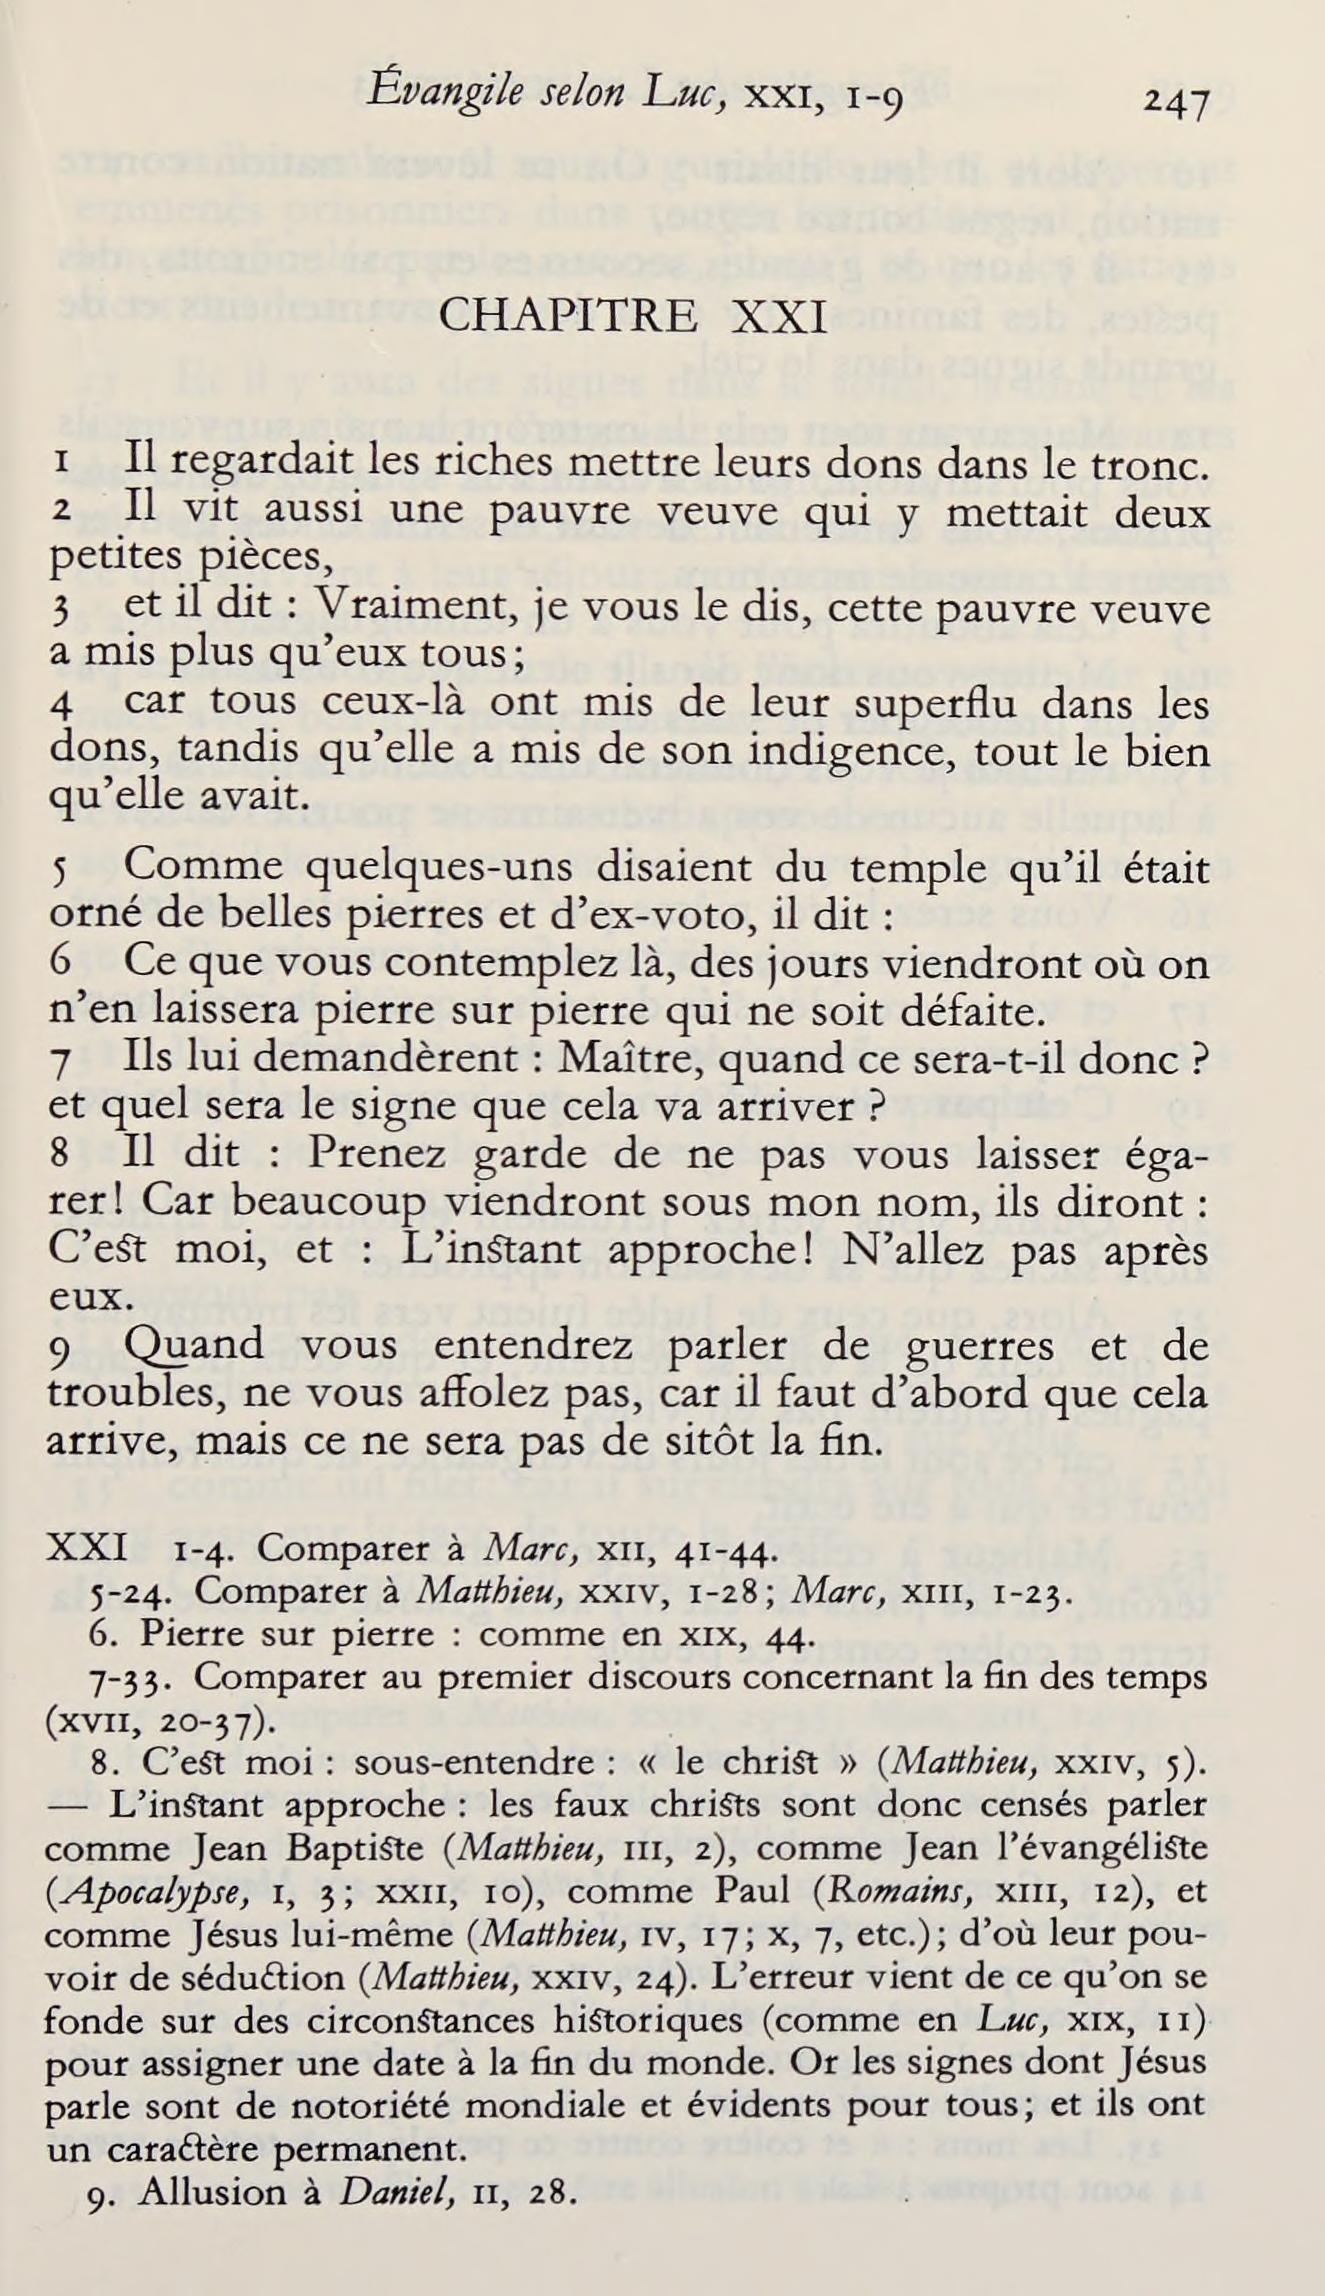 Évangile selon Luc, XXI, 1-9 247
CHAPITRE XXI
1 Il regardait les riches mettre leurs dons dans le tronc.
2 Il vit aussi une pauvre veuve qui y mettait deux
petites pièces,
3 et il dit : Vraiment, je vous le dis, cette pauvre veuve
a mis plus qu'eux tous;
4 car tous ceux-là ont mis de leur superflu dans les
dons, tandis qu'elle a mis de son indigence, tout le bien
qu'elle avait.
5 Comme quelques-uns disaient du temple qu'il était
orné de belles pierres et d'ex-voto, il dit :
6 Ce que vous contemplez là, des jours viendront où on
n'en laissera pierre sur pierre qui ne soit défaite.
7 Ils lui demandèrent : Maître, quand ce sera-t-il donc ?
et quel sera le signe que cela va arriver ?
8 Il dit : Prenez garde de ne pas vous laisser éga-
rer! Car beaucoup viendront sous mon nom, ils diront :
C'est moi, et : L'instant approche! N'allez pas après
eux.
9 Quand vous entendrez parler de guerres et de
troubles, ne vous affolez pas, car il faut d'abord que cela
arrive, mais ce ne sera pas de sitôt la fin.
XXI 1-4. Comparer à Marc, XII, 41-44.
5-24. Comparer à Matthieu, XXIV, 1-28; Marc, XIII, 1-23.
6. Pierre sur pierre : comme en XIX, 44.
7-33. Comparer au premier discours concernant la fin des temps
(XVII, 20-37).
8. C'est moi : sous-entendre : « le christ » (Matthieu, XXIV, 5).
— L'instant approche : les faux christs sont donc censés parler
comme Jean Baptiste (Matthieu, III, 2), comme Jean l'évangéliste
(Apocalypse, I, 3; XXII, 10), comme Paul (Romains, XIII, 12), et
comme Jésus lui-même (Matthieu, IV, 17; X, 7, etc.); d'où leur pou-
voir de séduction (Matthieu, XXIV, 24). L'erreur vient de ce qu'on se
fonde sur des circonstances historiques (comme en Luc, XIX, 11)
pour assigner une date à la fin du monde. Or les signes dont Jésus
parle sont de notoriété mondiale et évidents pour tous; et ils ont
un caractère permanent.
9. Allusion à Daniel, II, 28.